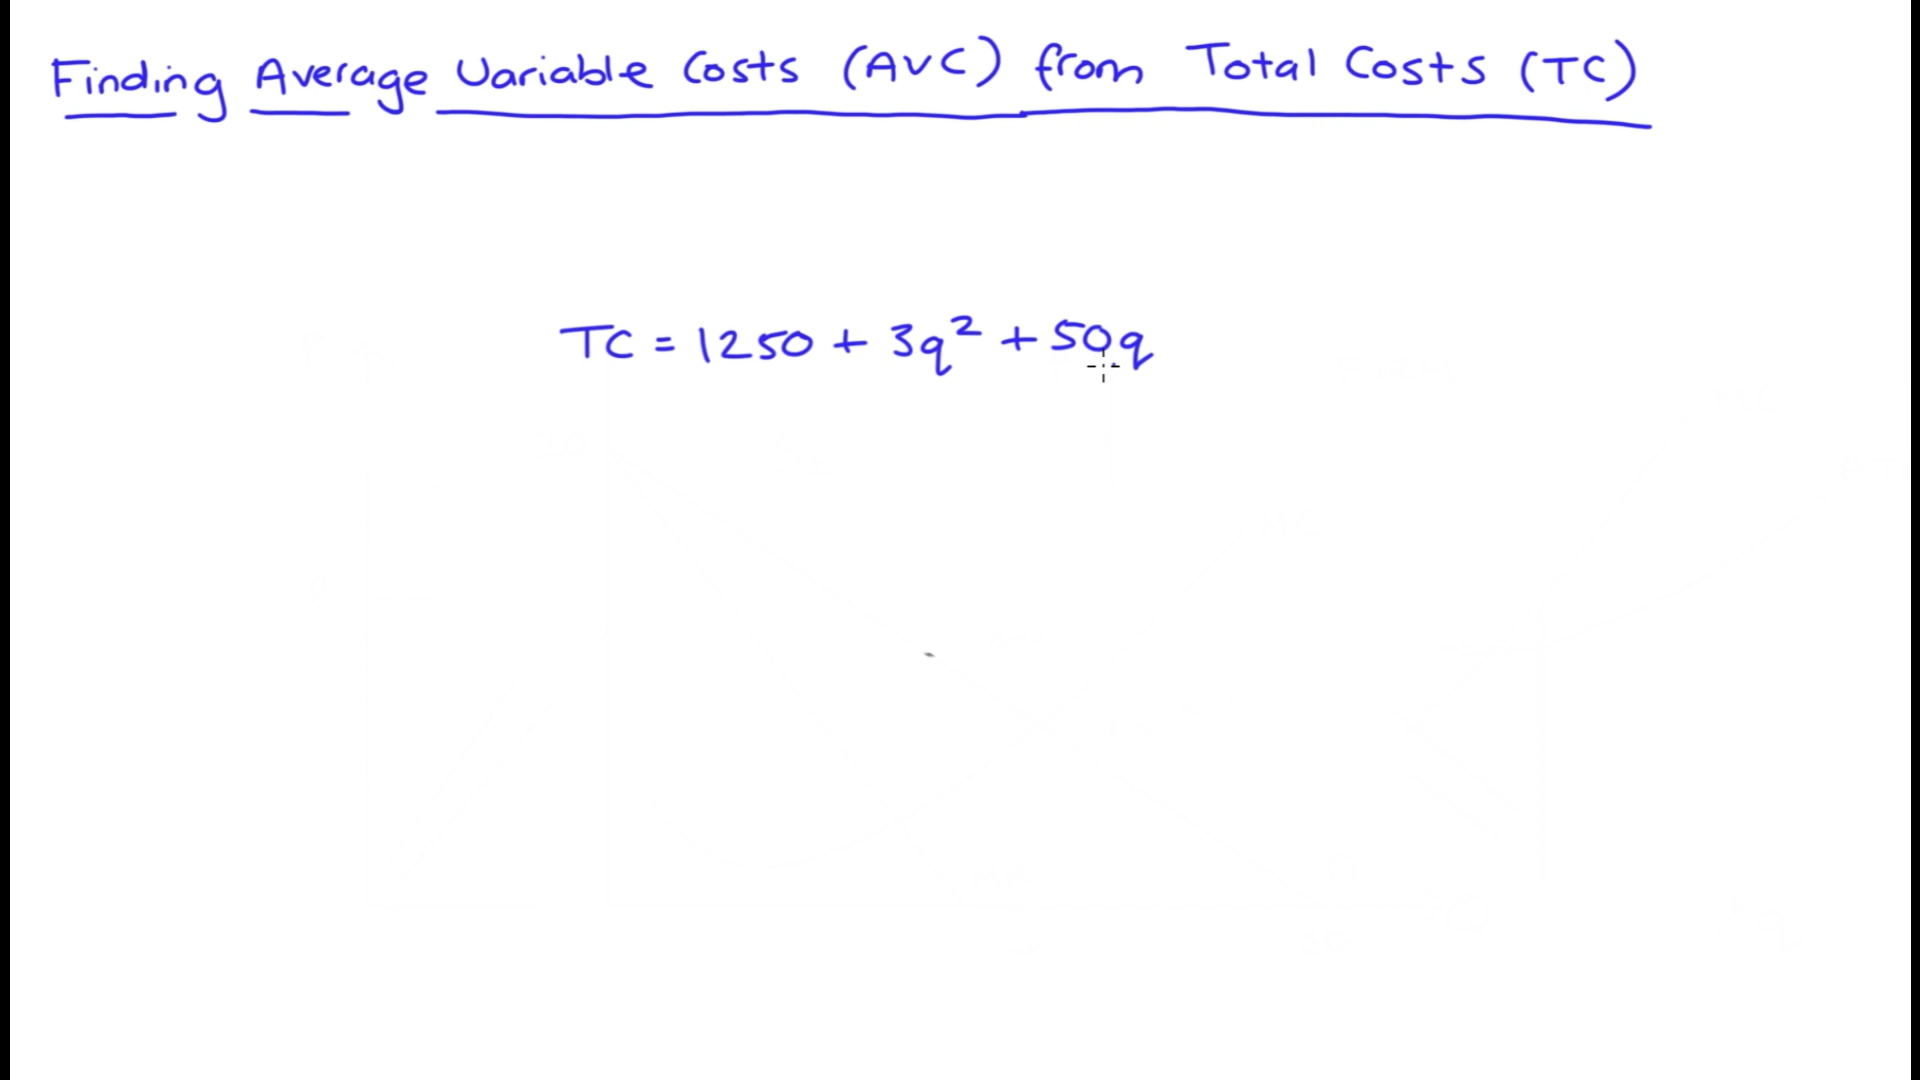 Finding Average Variable Costs (AVC) from Total Costs (TC)
TC = 1250 + 3q² + 50q